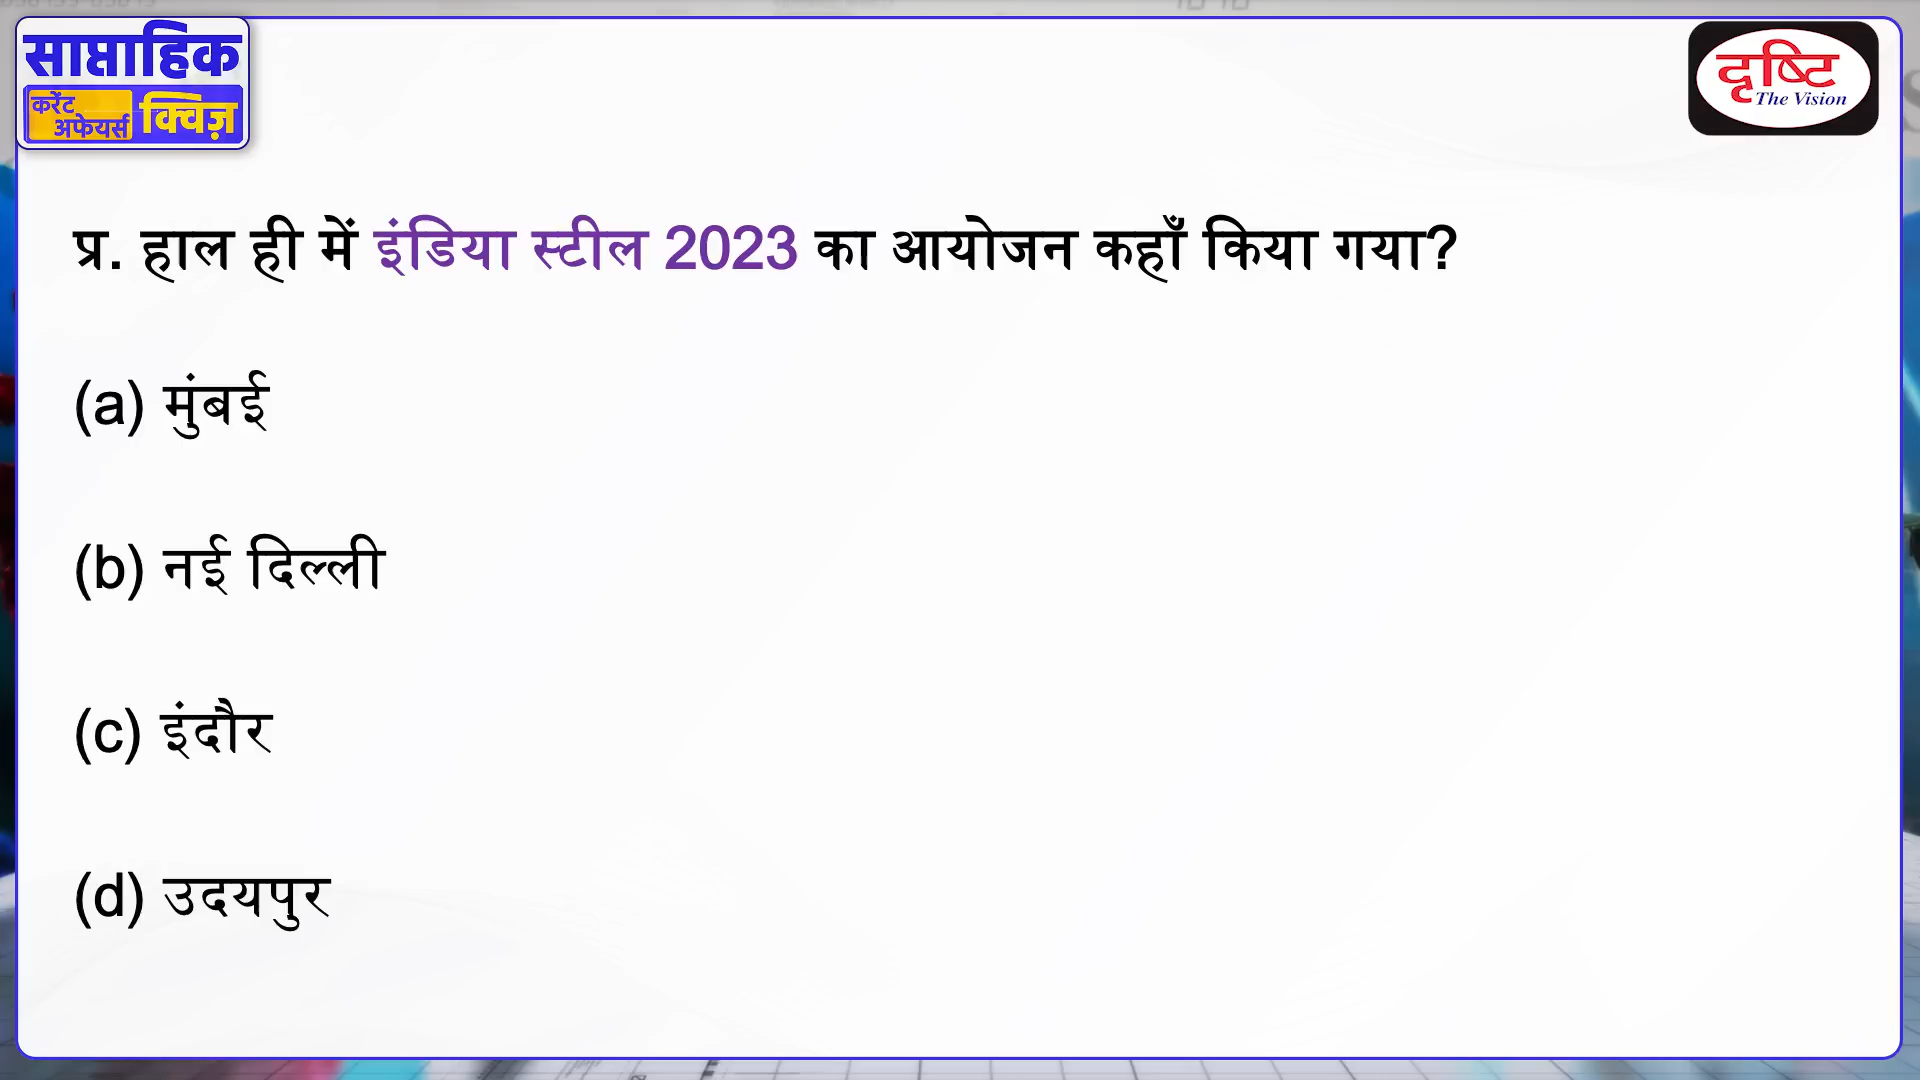 साप्ताहिक
करेंट
अफेयर्स क्विज़
दृष्टि
The Vision
प्र. हाल ही में इंडिया स्टील 2023 का आयोजन कहाँ किया गया?
(a) मुंबई
(b) नई दिल्ली
(c) इंदौर
(d) उदयपुर